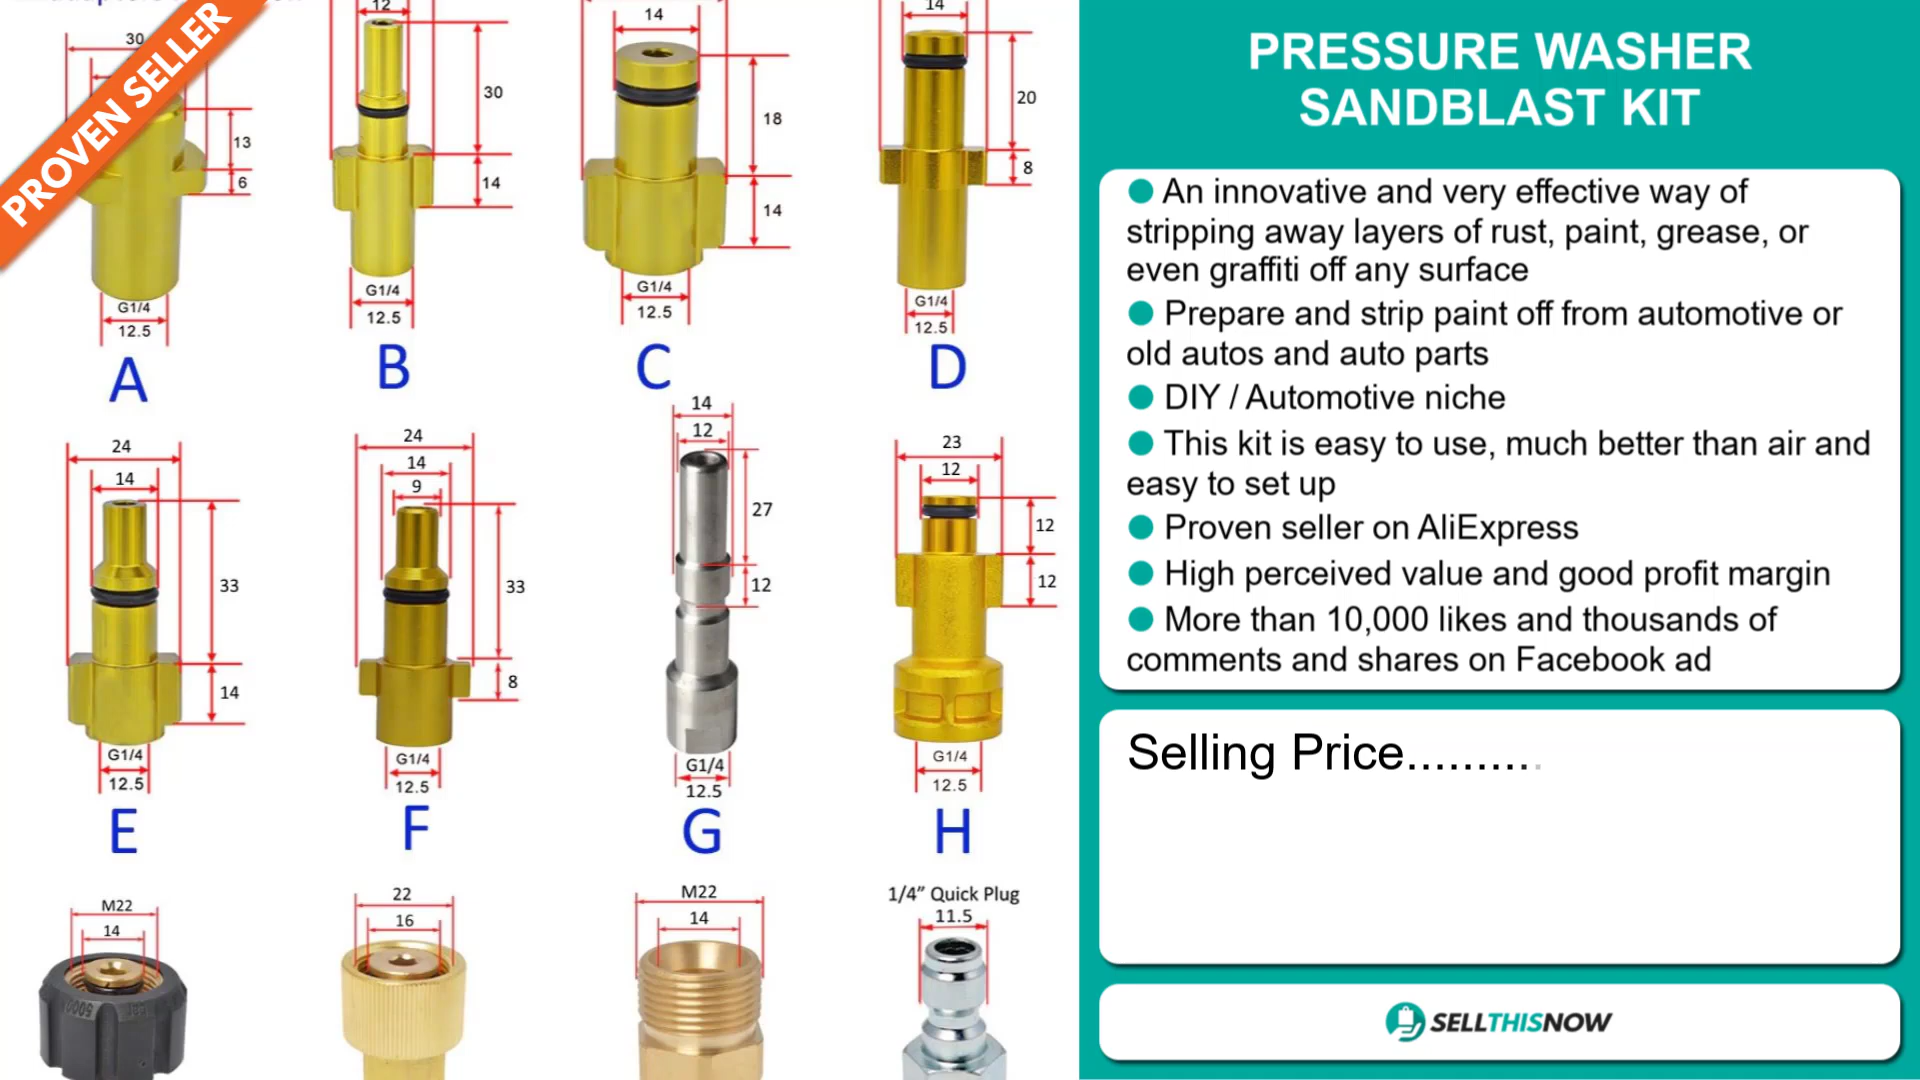 PROVEN SELLER
30
13
6
G1/4
12.5
A
12
30
14
G1/4
12.5
B
14
18
14
G1/4
12.5
C
14
20
8
G1/4
12.5
D
24
14
33
14
G1/4
12.5
E
24
14
9
33
8
G1/4
12.5
F
14
12
27
12
G1/4
12.5
G
23
12
12
12
G1/4
12.5
H
M22
14
22
16
M22
14
1/4” Quick Plug
11.5
PRESSURE WASHER
SANDBLAST KIT
● An innovative and very effective way of
stripping away layers of rust, paint, grease, or
even graffiti off any surface
● Prepare and strip paint off from automotive or
old autos and auto parts
● DIY / Automotive niche
● This kit is easy to use, much better than air and
easy to set up
● Proven seller on AliExpress
● High perceived value and good profit margin
● More than 10,000 likes and thousands of
comments and shares on Facebook ad
Selling Price..........
SELLTHISNOW